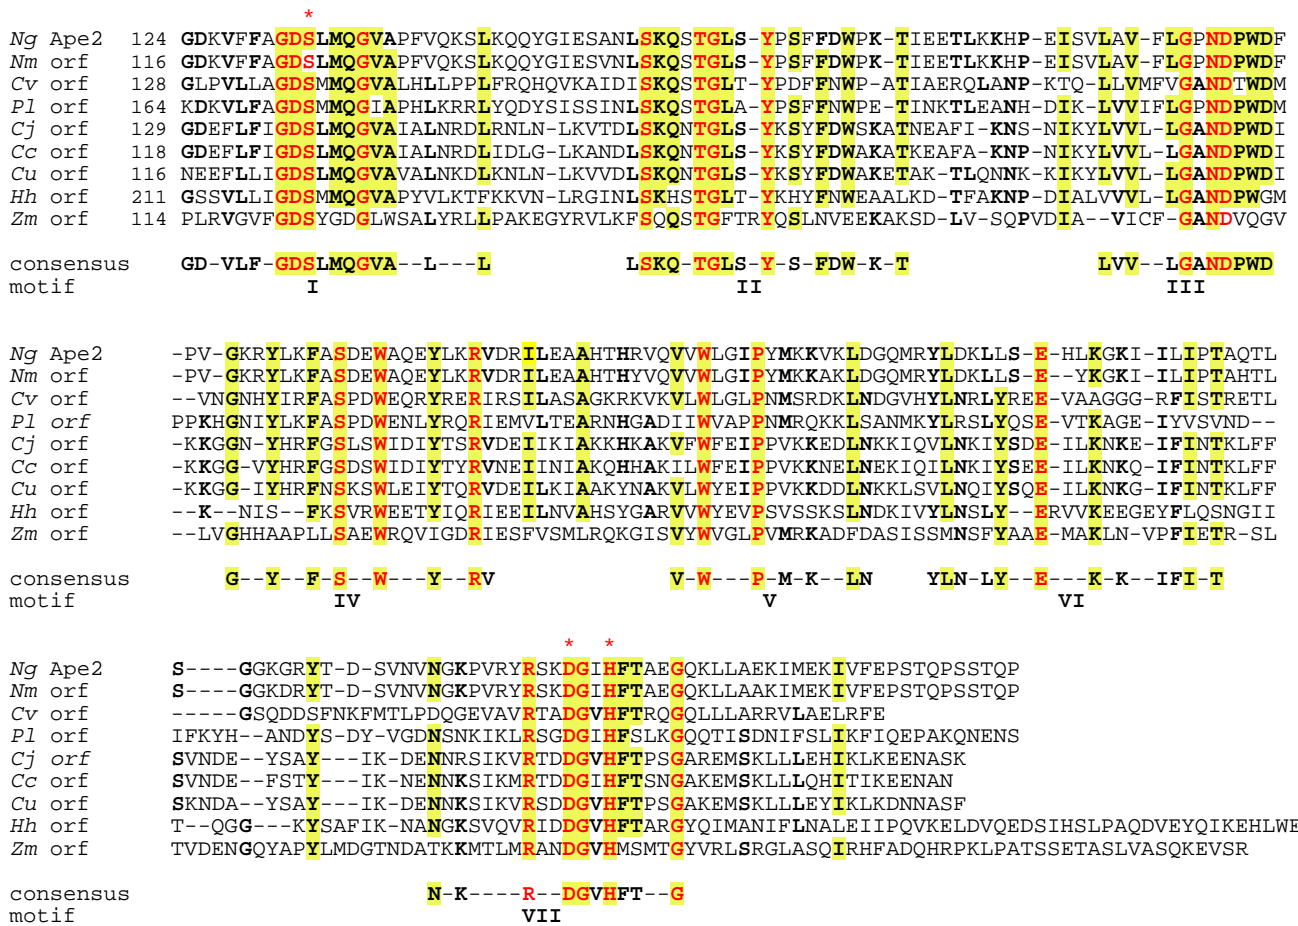 *
Ng Ape2 124 GDKVFFAGDSLMQGVAPFVQKSLKQQYGIESANLSKQSTGLS-YPSFFDWPK-TIEETLKKHP-EISVLAV-FLGPNDPWDF
Nm orf 116 GDKVFFAGDSLMQGVAPFVQKSLKQQYGIESVNLSKQSTGLS-YPSFFDWPK-TIEETLKKHP-EISVLAV-FLGPNDPWDF
Cv orf 128 GLPVLLAGDSMMQGVALHLLPPLFRQHQVKAIDISKQSTGLT-YPDFFNWP-ATIAERQLANP-KTQ-LLVMFVGANDTWDM
Pl orf 164 KDKVLFAGDSMMQGIAPHLKRRLYQDYSISSINLSKQSTGLA-YPSFFNWPE-TINKTLEANH-DIK-LVVIFLGPNDPWDM
Cj orf 129 GDEFLFIGDSLMQGVAIALNRDLRNLN-LKVTDLSKQNTGLS-YKSYFDWSKATNEAFI-KNS-NIKYLVVL-LGANDPWDI
Cc orf 118 GDEFLFIGDSLMQGVAIALNRDLIDLG-LKANDLSKQNTGLS-YKSYFDWAKATKEAFA-KNP-NIKYLVVL-LGANDPWDI
Cu orf 116 NEEFLLIGDSLMQGVAIALNKDLKNLN-LKVVDLSKQNTGLS-YKSYFDWAKETAK-TLQNNK-KIKYLVVL-LGANDPWDI
Hh orf 211 GSSVLLIGDSMMQGVAPYVLKTFKKVN-LRGINLSKHSTGLT-YKHYFNWEAALKD-TFAKNP-DIALVVVL-LGANDPWGM
Zm orf 114 PLRVGVFGDSYGDGLWSALYRLLPAKEGYRVLKFSQQSTGFTRYQSLNVEEKAKSD-LV-SQPVDIA--VICF-GANDVQGV
consensus GD-VLF-GDSLMQGVA--L---L LSKQ-TGLS-Y-S-FDW-K-T LVV--LGANDPWD
motif I II III
Ng Ape2 -PV-GKRYLKFASDEWAQEYLKRVDRILEAAHTHRVQVVWLGIPYMKKVKLDGQMRYLDKLLS-E-HLKGKI-ILIPTAQTL
Nm orf -PV-GKRYLKFASDEWAQEYLKRVDRILEAAHTHYVQVVWLGIPYMKKAKLDGQMRYLDKLLS-E--YKGKI-ILIPTAHTL
Cv orf --VNGNHYIRFASPDWEQRYRERIRSILASAGKRKVKVLWLGLPNMSRDKLNDGVHYLNRLYREE-VAAGGG-RFISTRETL
Pl orf PPKHGNIYLKFASPDWENLYRQRIEMVLTEARNHGADIIWVAPPNMRQKKLSANMKYLRSLYQSE-VTKAGE-IYVSVND--
Cj orf -KKGGN-YHRFGSLSWIDIYTSRVDEIIKIAKKHKAKVFWFEIPPVKKEDLNKKIQVLNKIYSDE-ILKNKE-IFINTKLFF
Cc orf -KKGG-VYHRFGSDSWIDIYTYRVNEIINIAKQHHAKILWFEIPPVKKNELNEKIQILNKIYSEE-ILKNKQ-IFINTKLFF
Cu orf -KKGG-IYHRFNSKSWLEIYTQRVDEILKIAAKYNAKVLWYEIPPVKKDDLNKKLSVLNQIYSQE-ILKNKG-IFINTKLFF
Hh orf --K--NIS--FKSVRWEETYIQRIEEILNVAHSYGARVVWYEVPSVSSKSLNDKIVYLNSLY--ERVVKEEGEYFLQSNGII
Zm orf --LVGHHAAPLLSAEWRQVIGDRIESFVSMLRQKGISVYWVGLPVMRKADFDASISSMNSFYAAE-MAKLN-VPFIETR-SL
consensus G--Y--F-S--W---Y--RV V-W---P-M-K--LN YLN-LY--E---K-K--IFI-T
motif IV V VI
* *
Ng Ape2 S----GGKGRYT-D-SVNVNGKPVRYRSKDGIHFTAEGQKLLAEKIMEKIVFEPSTQPSSTQP
Nm orf S----GGKDRYT-D-SVNVNGKPVRYRSKDGIHFTAEGQKLLAAKIMEKIVFEPSTQPSSTQP
Cv orf -----GSQDDSFNKFMTLPDQGEVAVRTADGVHFTRQGQLLLARRVLAELRFE
Pl orf IFKYH--ANDYS-DY-VGDNSNKIKLRSGDGIHFSLKGQQTISDNIFSLIKFIQEPAKQNENS
Cj orf SVNDE--YSAY---IK-DENNRSIKVRTDDGIHFTPSGAREMSKLLLEHIKLKEENASK
Cc orf SVNDE--FSTY---IK-NENNKSIKMRTDDGIHFTSNGAKEMSKLLLQHITIKEENAN
Cu orf SKNDA--YSAY---IK-DENNKSIKVRSDDGVHFTPSGAKEMSKLLLEYIKLKDNNASF
Hh orf T--QGG---KYSAFIK-NANGKSVQVRIDDGVHFTARGYQIMANIFLNALEIIPQVKELDVQEDSIHSLPAQDVEYQIKEHLWE
Zm orf TVDENGQYAPYLMDGTNDATKKMTLMRANDGVHMSMTGYVRLSRGLASQIRHFADQHRPKLPATSSETASLVASQKEVSR
consensus N-K----R--DGVHFT--G
motif VII